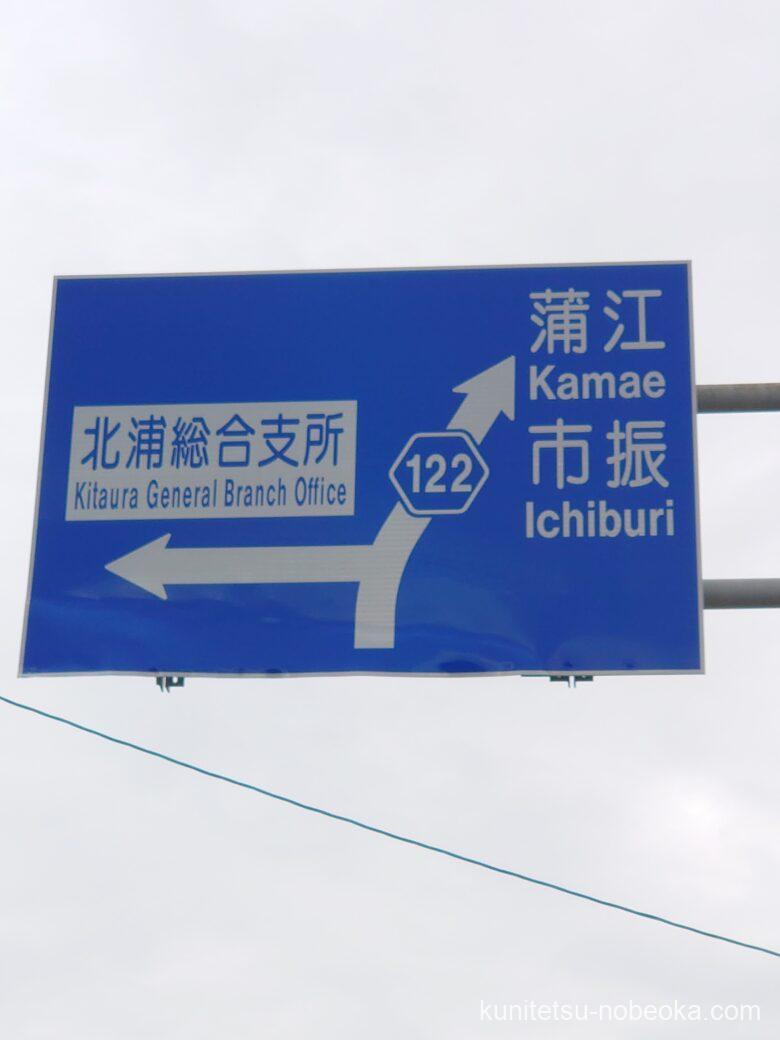 蒲江
Kamae
北浦総合支所
Kitaura General Branch Office
122
市振
Ichiburi
kunitetsu-nobeoka.com